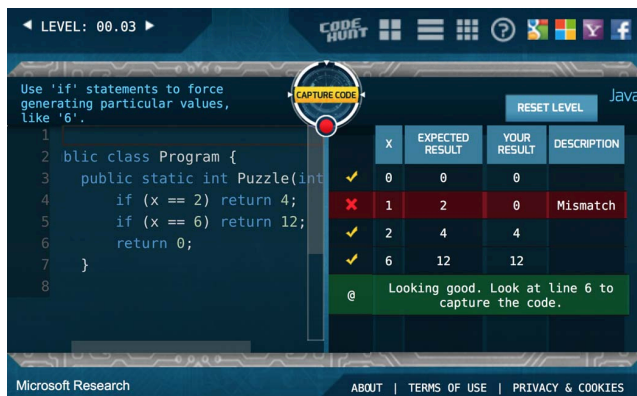 LEVEL: 00.03
CODE HUNT
?
8
Y
f
Use 'if' statements to force
generating particular values,
like '6'.
CAPTURE CODE
Java
RESET LEVEL
1
2 blic class Program {
3 public static int Puzzle(int
4 if (x == 2) return 4;
5 if (x == 6) return 12;
6 return 0;
7 }
8
X EXPECTED RESULT YOUR RESULT DESCRIPTION
0 0 0
1 2 0 Mismatch
2 4 4
6 12 12
@ Looking good. Look at line 6 to
capture the code.
Microsoft Research
ABOUT | TERMS OF USE | PRIVACY & COOKIES